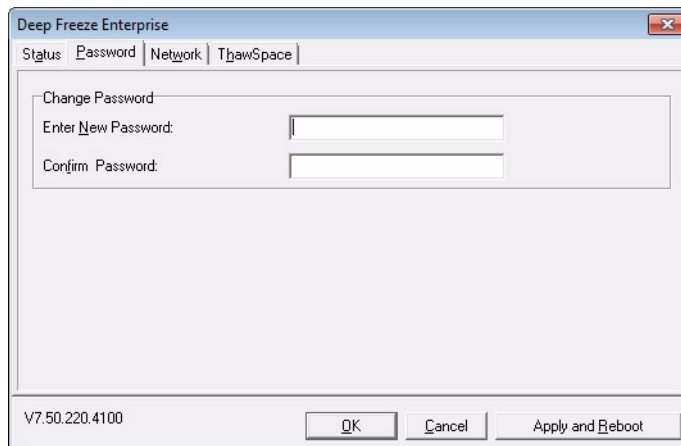 Deep Freeze Enterprise
Status Password Network ThawSpace
Change Password
Enter New Password:
Confirm Password:
V7.50.220.4100 OK Cancel Apply and Reboot